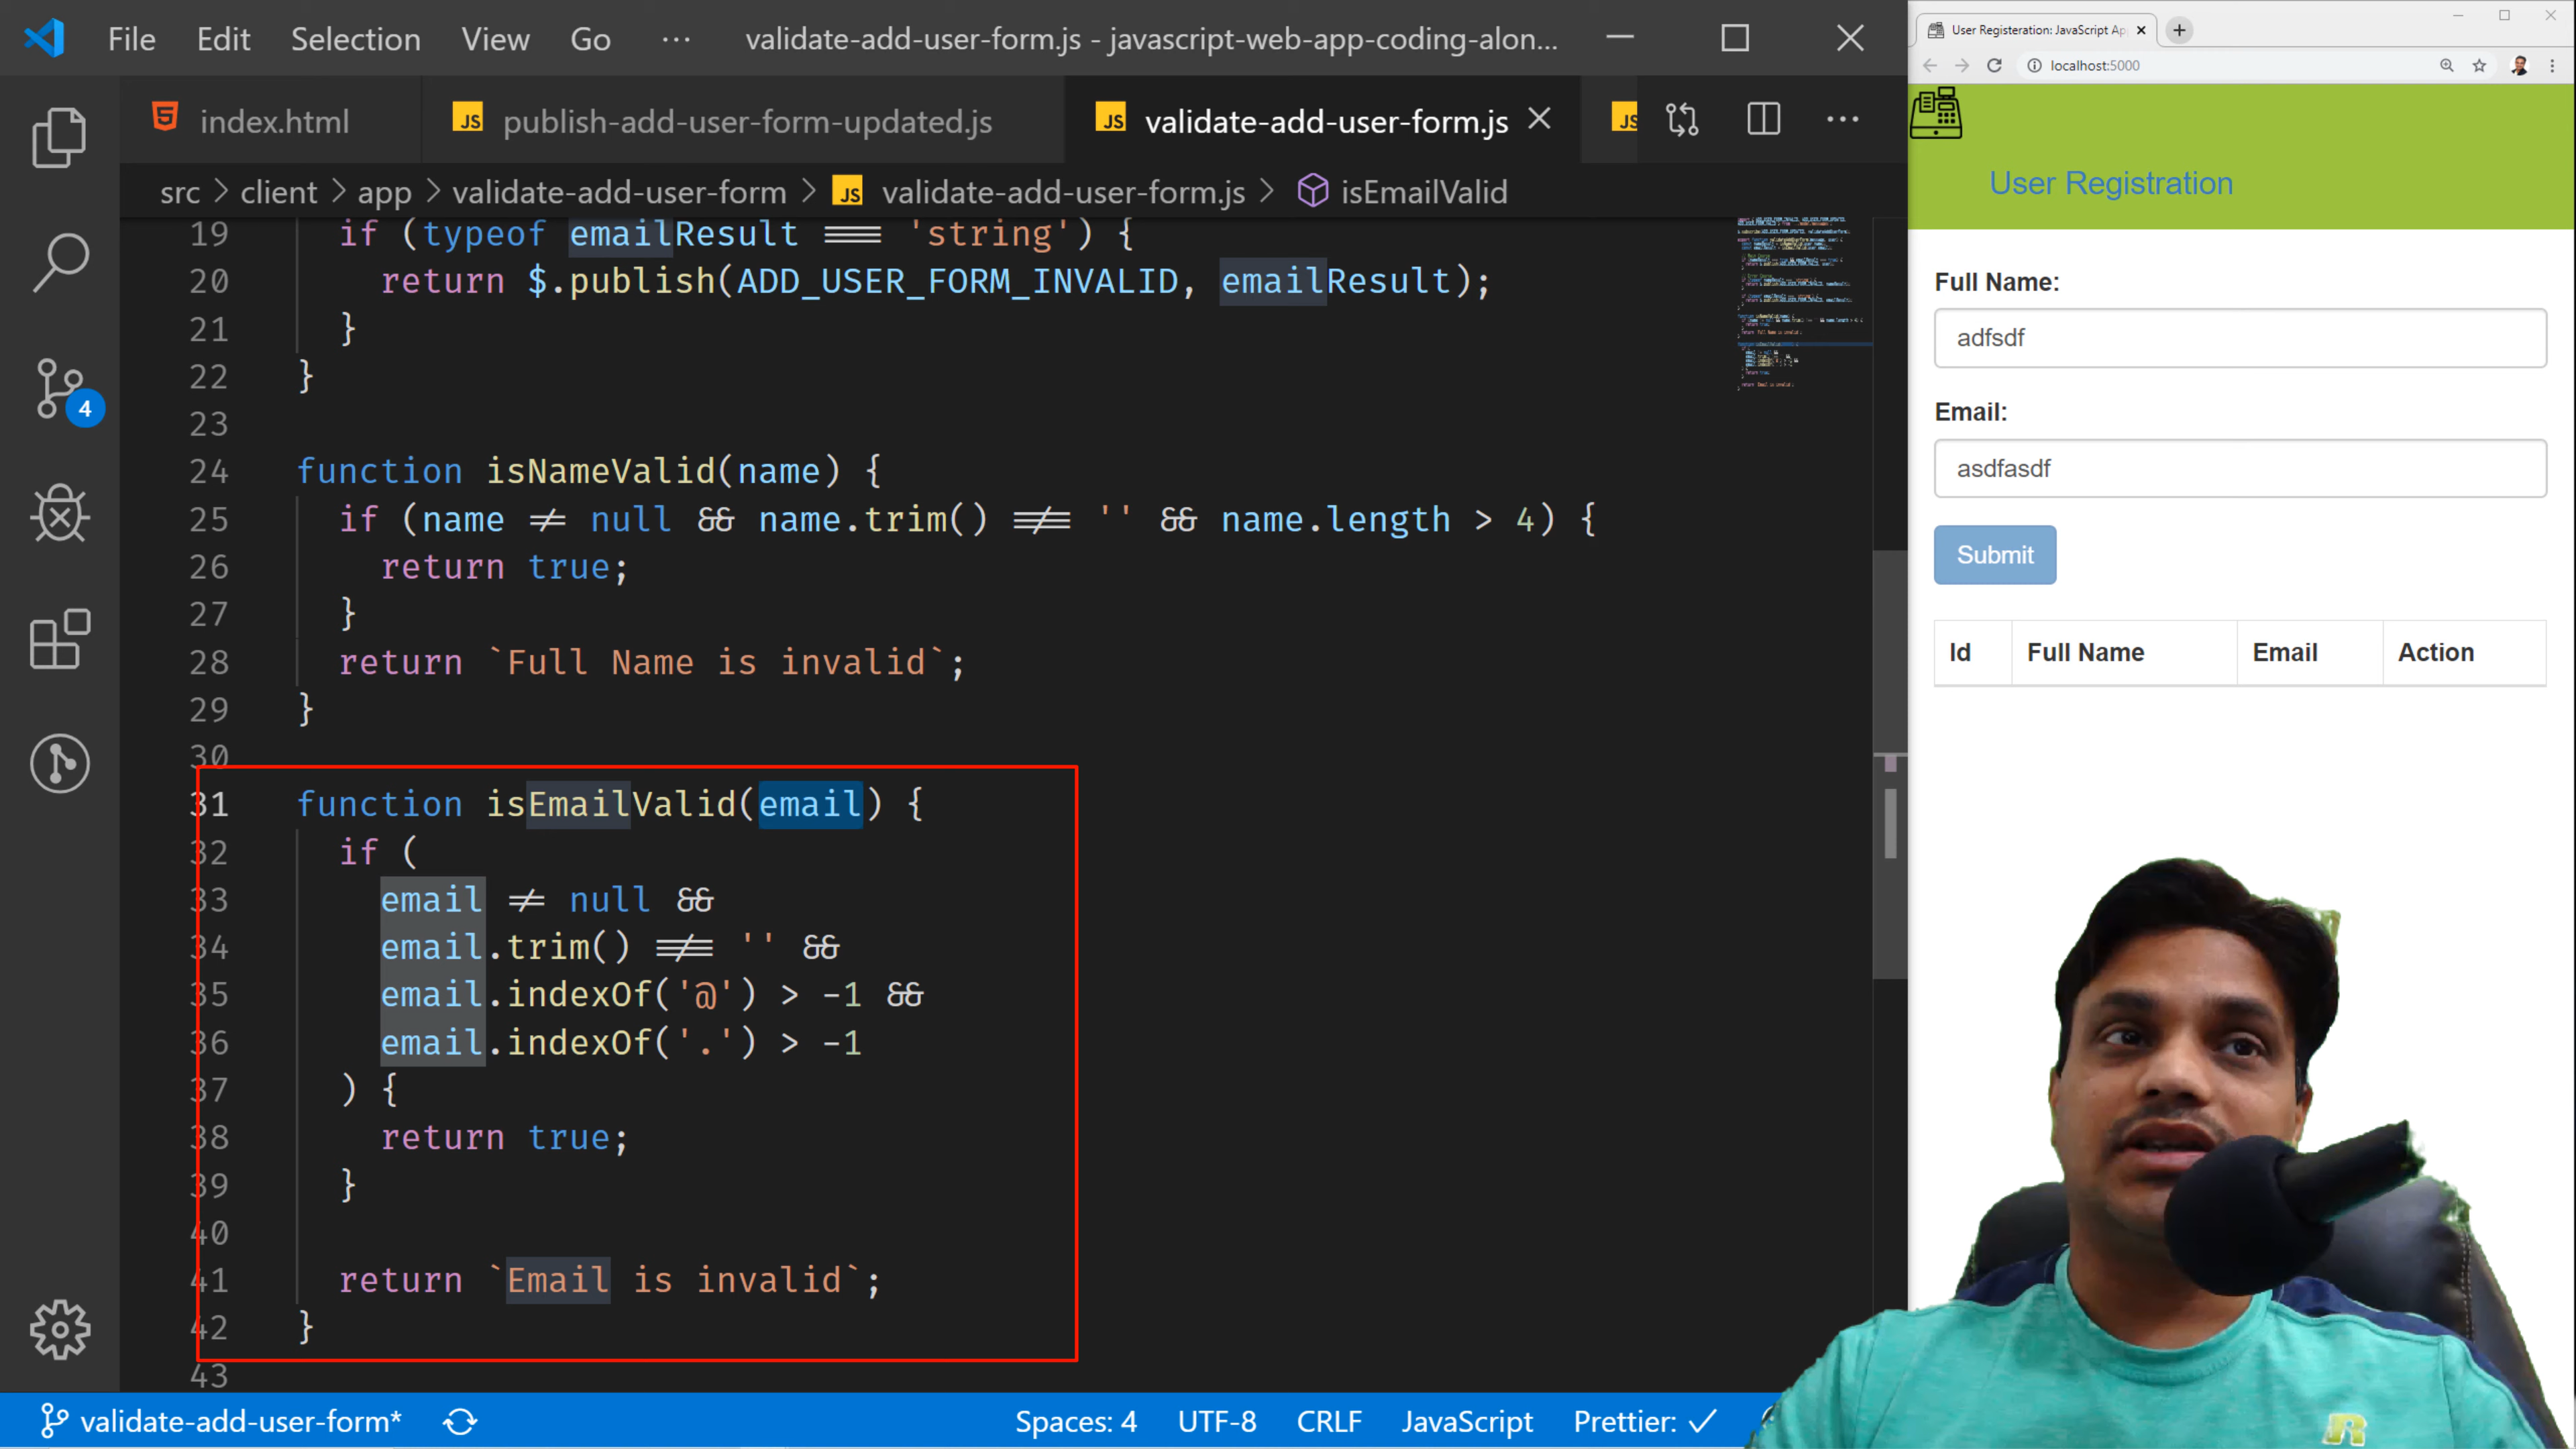 File Edit Selection View Go ··· validate-add-user-form.js - javascript-web-app-coding-alon...
index.html
JS publish-add-user-form-updated.js
JS validate-add-user-form.js
JS
src > client > app > validate-add-user-form > JS validate-add-user-form.js > isEmailValid
19 if (typeof emailResult === 'string') {
20 return $.publish(ADD_USER_FORM_INVALID, emailResult);
21 }
22 }
23
24 function isNameValid(name) {
25 if (name != null && name.trim() !== '' && name.length > 4) {
26 return true;
27 }
28 return `Full Name is invalid`;
29 }
30
31 function isEmailValid(email) {
32 if (
33 email != null &&
34 email.trim() !== '' &&
35 email.indexOf('@') > -1 &&
36 email.indexOf('.') > -1
37 ) {
38 return true;
39 }
40
41 return `Email is invalid`;
42 }
43
4
validate-add-user-form*
Spaces: 4 UTF-8 CRLF JavaScript Prettier: ✓
User Registeration: JavaScript Ap
localhost:5000
User Registration
Full Name:
adfsdf
Email:
asdfasdf
Submit
Id Full Name Email Action